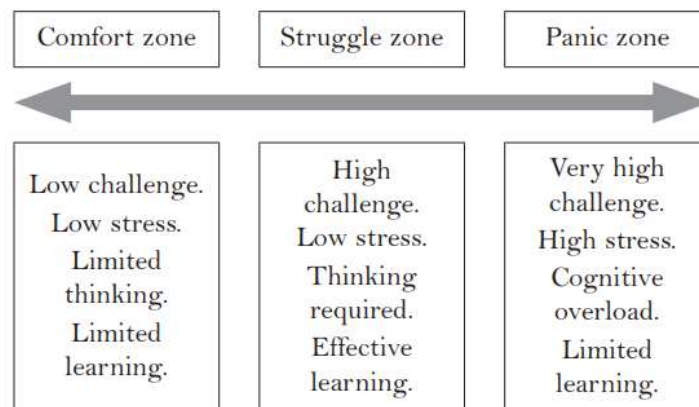 Comfort zone
Struggle zone
Panic zone
Low challenge.
Low stress.
Limited
thinking.
Limited
learning.
High
challenge.
Low stress.
Thinking
required.
Effective
learning.
Very high
challenge.
High stress.
Cognitive
overload.
Limited
learning.